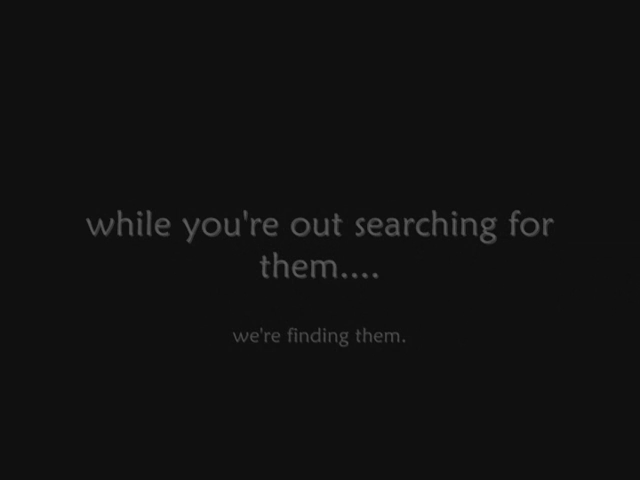 while you're out searching for
them....
we're finding them.